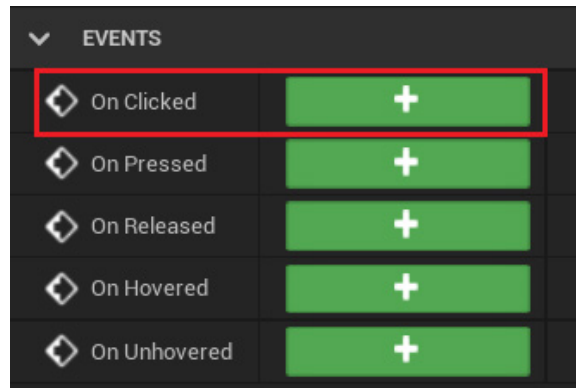 EVENTS
On Clicked
On Pressed
On Released
On Hovered
On Unhovered